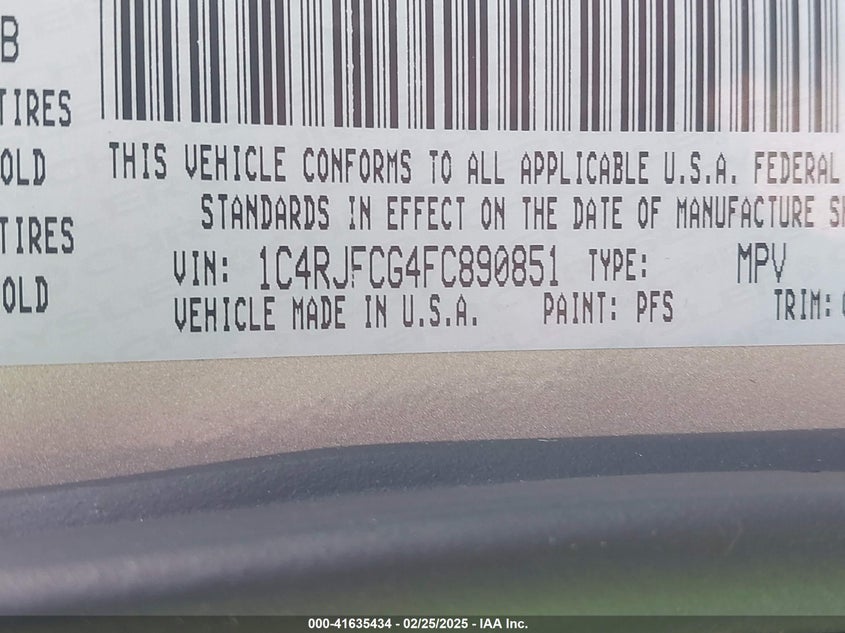 B
TIRES
OLD
TIRES
OLD
THIS VEHICLE CONFORMS TO ALL APPLICABLE U.S.A. FEDERAL
STANDARDS IN EFFECT ON THE DATE OF MANUFACTURE SH
VIN: 1C4RJFCG4FC890851 TYPE: MPV
VEHICLE MADE IN U.S.A. PAINT: PFS TRIM:
000-41635434 - 02/25/2025 - IAA Inc.